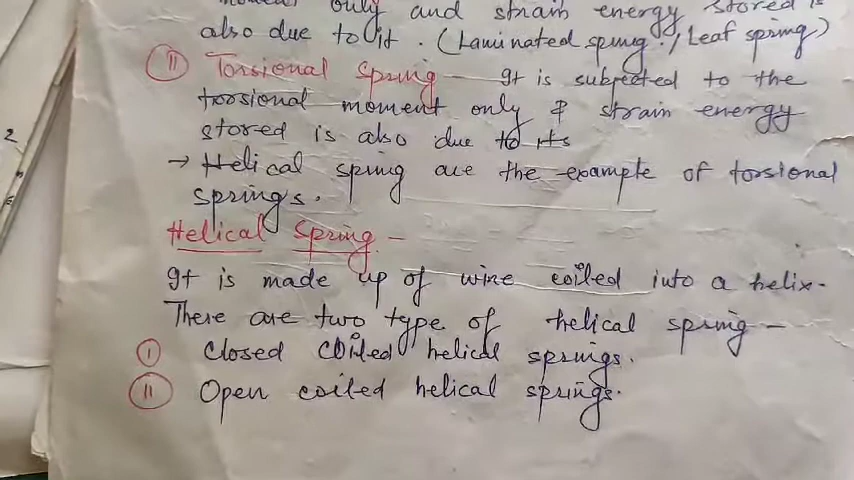 moment only and strain energy stored is
also due to it. (Laminated spring / Leaf spring)
(II) Torsional Spring - It is subjected to the
torsional moment only & strain energy
stored is also due to its
→ Helical spring are the example of torsional
springs.
Helical Spring -
It is made up of wire coiled into a helix.
There are two type of helical spring -
(I) Closed coiled helical springs.
(II) Open coiled helical springs.
2